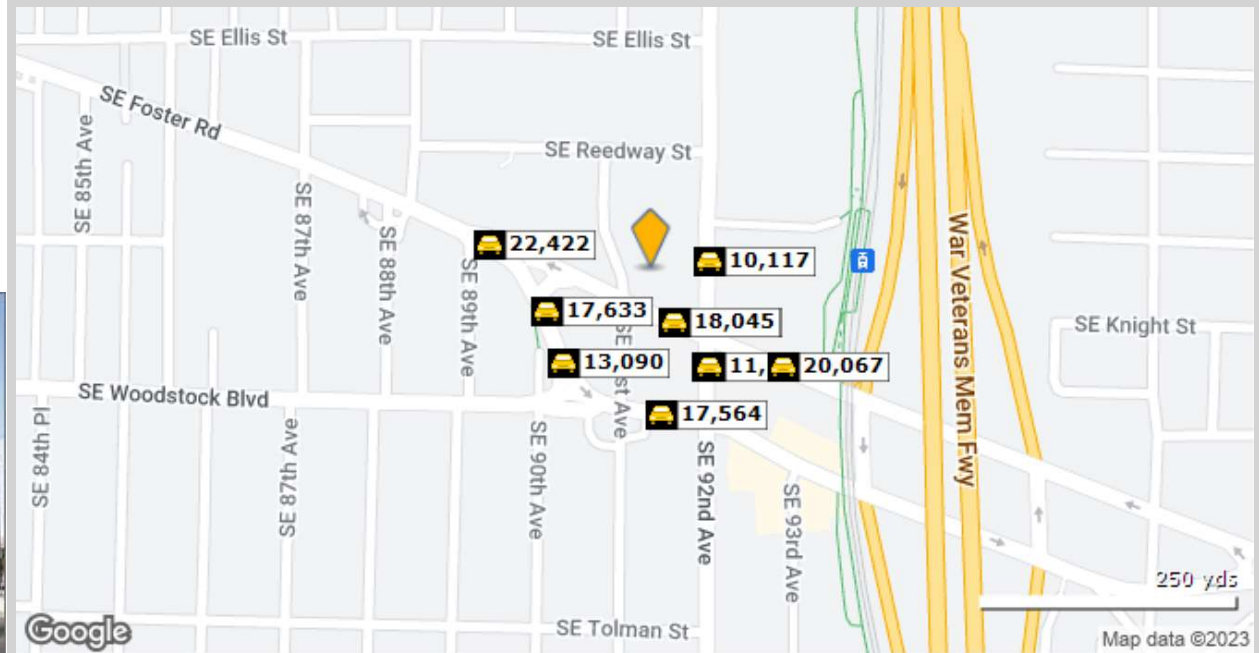 SE Ellis St
SE Ellis St
SE Foster Rd
SE 85th Ave
SE Reedway St
SE 87th Ave
SE 88th Ave
SE 89th Ave
22,422
10,117
War Veterans Mem Fwy
17,633
18,045
SE Knight St
13,090
11,
20,067
SE Woodstock Blvd
17,564
SE 84th Pl
SE 87th Ave
SE 90th Ave
SE st Ave
SE 92nd Ave
SE 93rd Ave
250 yds
SE Tolman St
Google
Map data ©2023